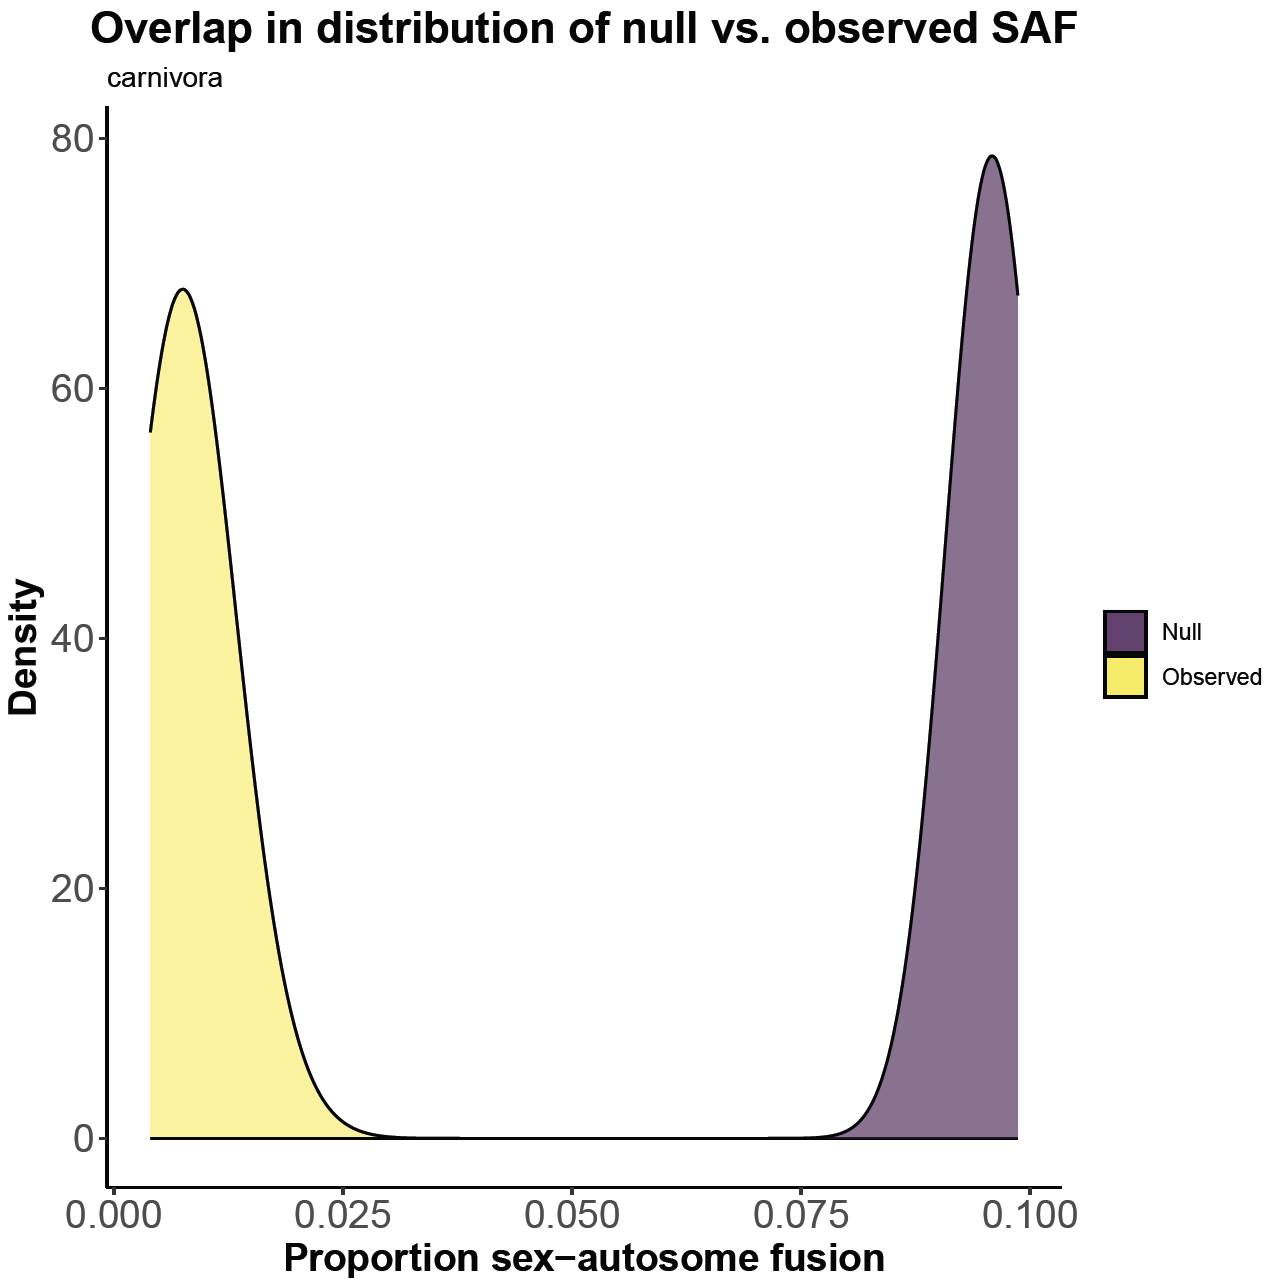 Overlap in distribution of null vs. observed SAF
carnivora
80
60
40
20
0
Density
0.000 0.025 0.050 0.075 0.100
Proportion sex−autosome fusion
Null
Observed